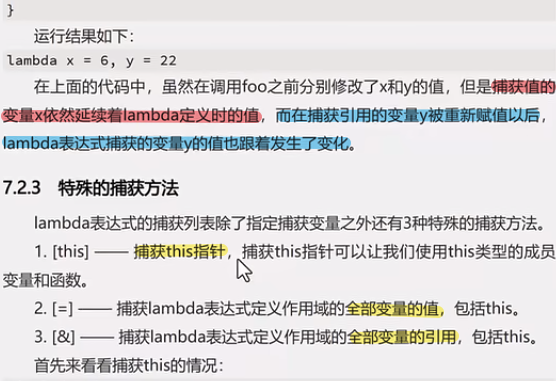 }
运行结果如下:
lambda x = 6, y = 22
在上面的代码中，虽然在调用foo之前分别修改了x和y的值，但是捕获值的
变量x依然延续着lambda定义时的值，而在捕获引用的变量y被重新赋值以后，
lambda表达式捕获的变量y的值也跟着发生了变化。
7.2.3 特殊的捕获方法
lambda表达式的捕获列表除了指定捕获变量之外还有3种特殊的捕获方法。
1. [this] —— 捕获this指针，捕获this指针可以让我们使用this类型的成员
变量和函数。
2. [=] —— 捕获lambda表达式定义作用域的全部变量的值，包括this。
3. [&] —— 捕获lambda表达式定义作用域的全部变量的引用，包括this。
首先来看看捕获this的情况: